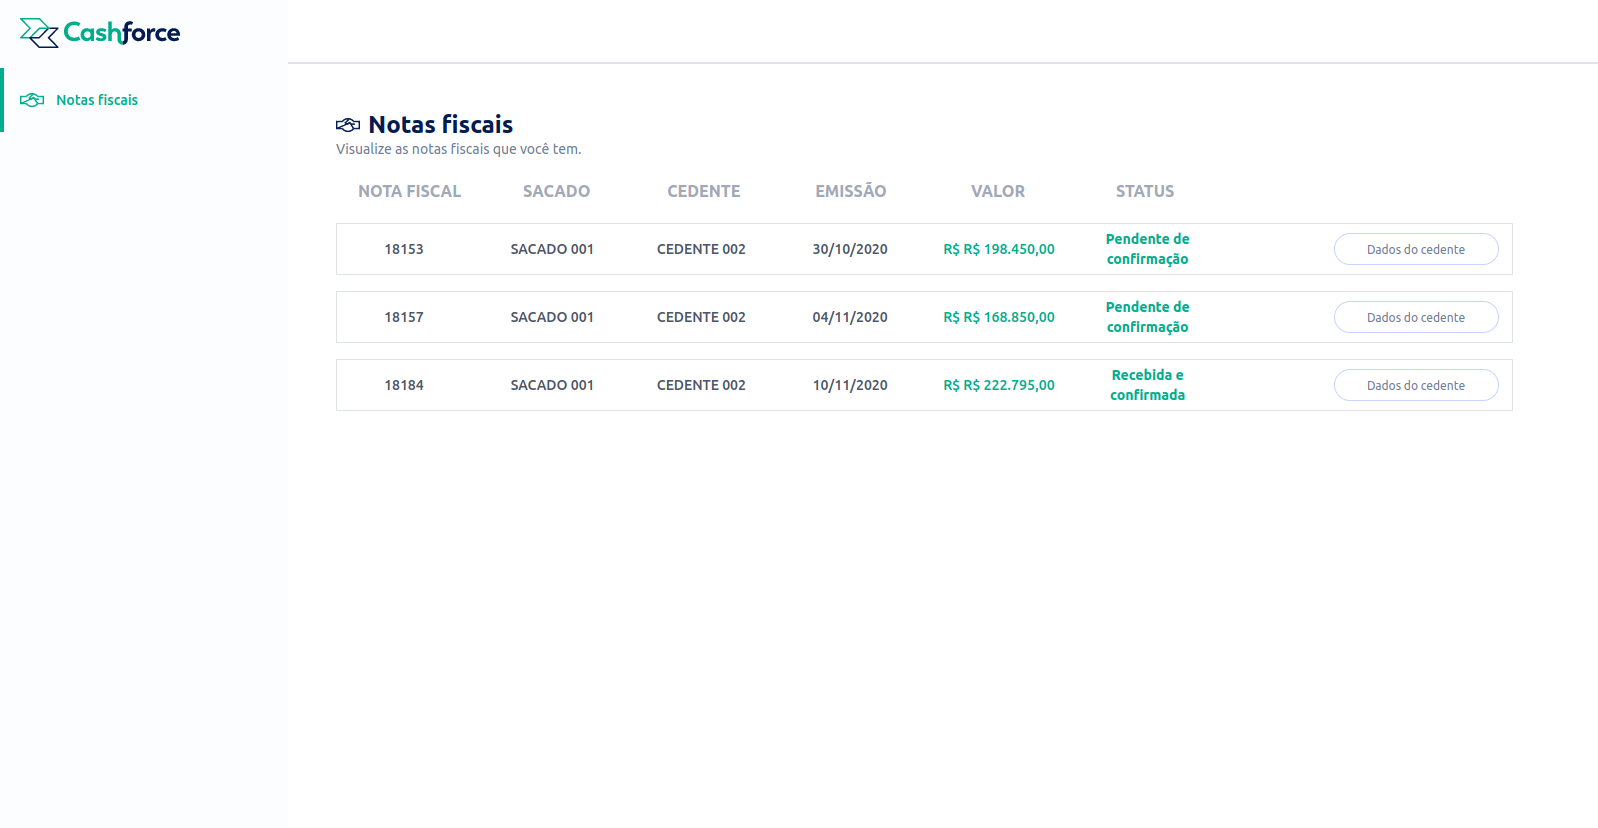 Cashforce
Notas fiscais
Notas fiscais
Visualize as notas fiscais que você tem.
NOTA FISCAL SACADO CEDENTE EMISSÃO VALOR STATUS
18153 SACADO 001 CEDENTE 002 30/10/2020 R$ R$ 198.450,00 Pendente de confirmação Dados do cedente
18157 SACADO 001 CEDENTE 002 04/11/2020 R$ R$ 168.850,00 Pendente de confirmação Dados do cedente
18184 SACADO 001 CEDENTE 002 10/11/2020 R$ R$ 222.795,00 Recebida e confirmada Dados do cedente